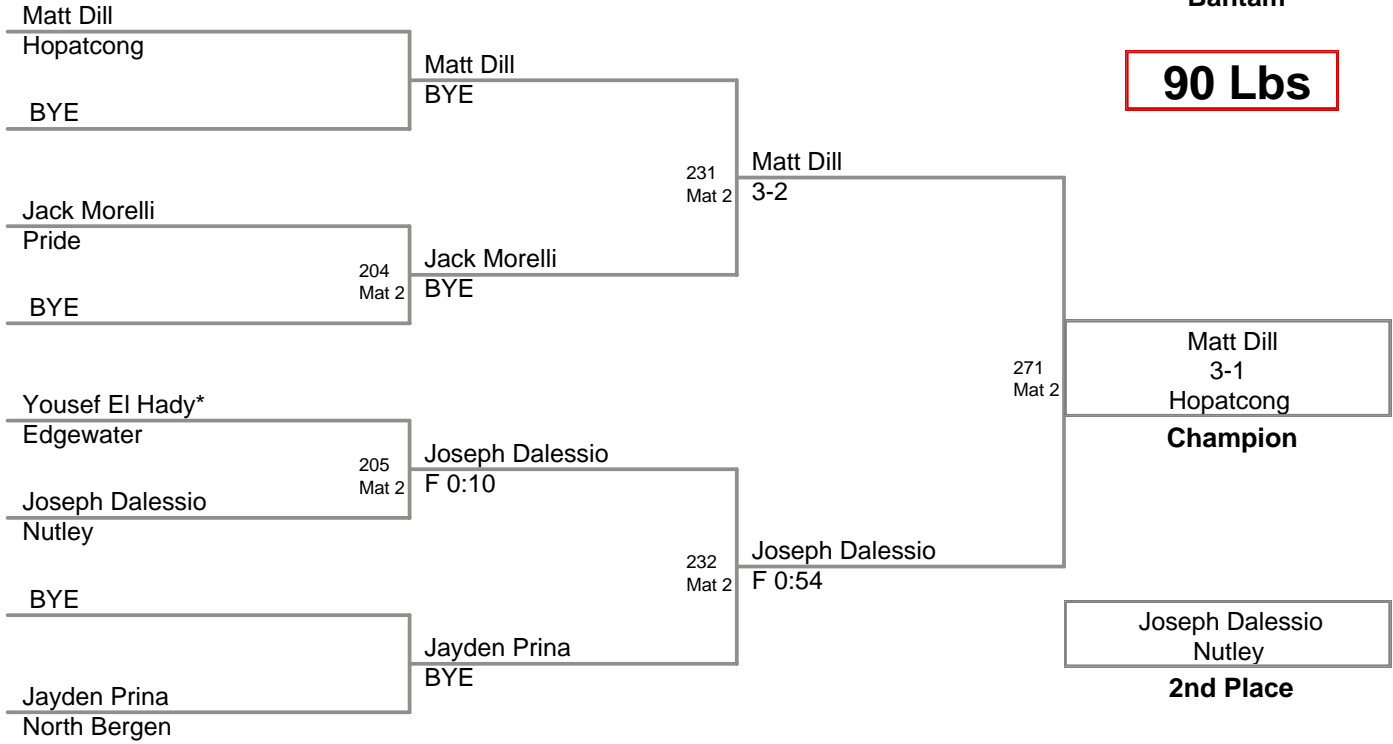 Bantam
90 Lbs
Matt Dill
Hopatcong
BYE
Matt Dill
BYE
Jack Morelli
Pride
BYE
204
Mat 2
Jack Morelli
BYE
231
Mat 2
Matt Dill
3-2
Yousef El Hady*
Edgewater
Joseph Dalessio
Nutley
205
Mat 2
Joseph Dalessio
F 0:10
BYE
Jayden Prina
North Bergen
Jayden Prina
BYE
232
Mat 2
Joseph Dalessio
F 0:54
271
Mat 2
Matt Dill
3-1
Hopatcong
Champion
Joseph Dalessio
Nutley
2nd Place